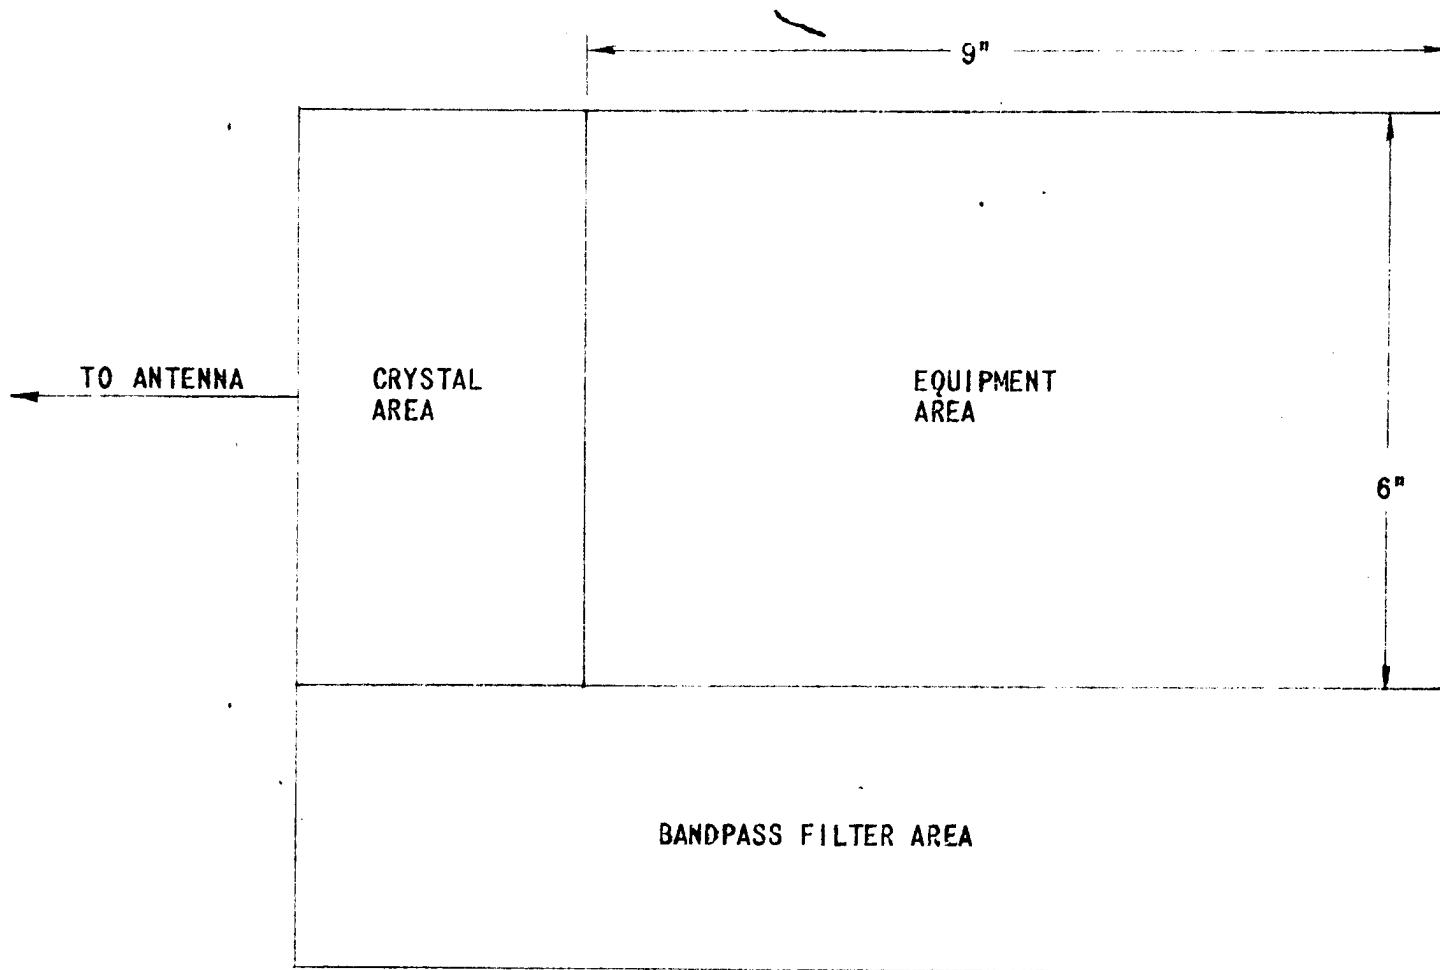 9"
TO ANTENNA
CRYSTAL
AREA
EQUIPMENT
AREA
6"
BANDPASS FILTER AREA